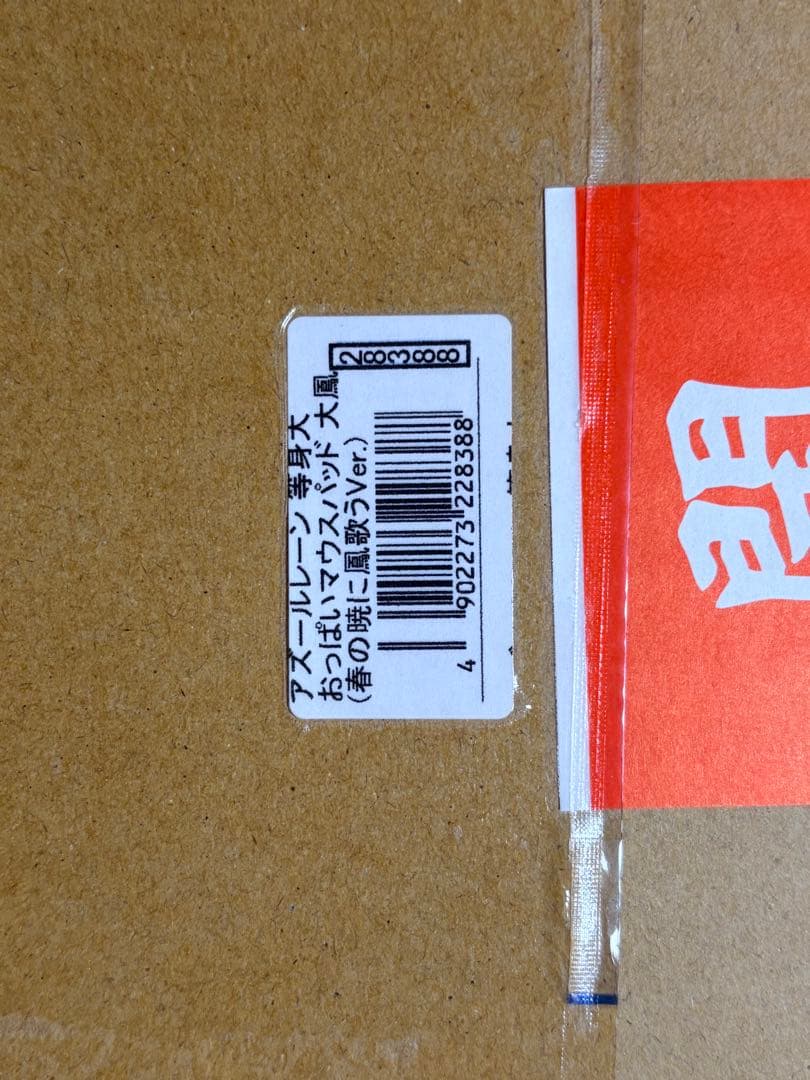 アズールレーン 等身大
おっぱいマウスパッド 大鳳
(春の暁に鳳歌うVer.)
28388
4 902273 228388